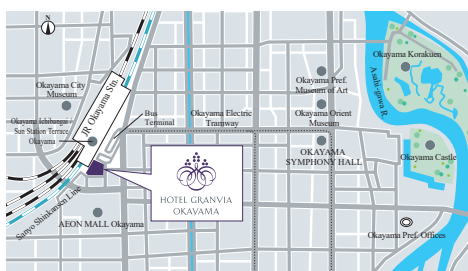 N
Okayama Korakuen
Asahi-gawa R.
Okayama City
Museum
JR Okayama Stn.
Okayama Pref.
Museum of Art
Okayama Ichibangai
Sun Station Terrace
Okayama
Bus
Terminal
Okayama Electric
Tramway
Okayama Orient
Museum
OKAYAMA
SYMPHONY HALL
Okayama Castle
HOTEL GRANVIA
OKAYAMA
Sanyo Shinkansen Line
AEON MALL Okayama
Okayama Pref. Offices